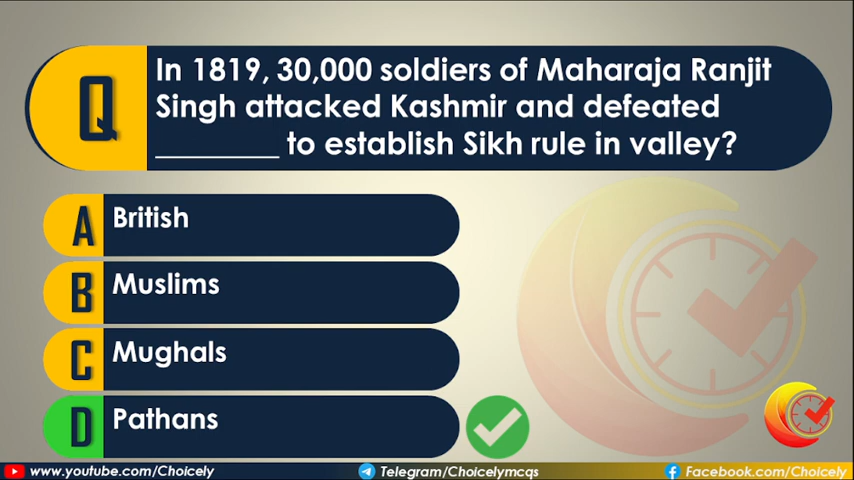 Q
In 1819, 30,000 soldiers of Maharaja Ranjit
Singh attacked Kashmir and defeated
_________ to establish Sikh rule in valley?
A British
B Muslims
C Mughals
D Pathans
www.youtube.com/Choicely Telegram/Choicelymcqs Facebook.com/Choicely